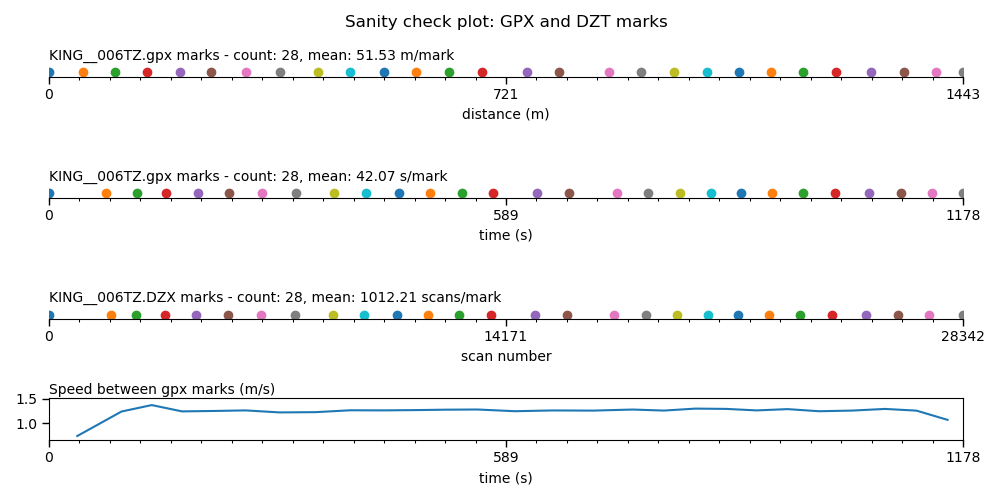 Sanity check plot: GPX and DZT marks
KING__006TZ.gpx marks - count: 28, mean: 51.53 m/mark
0 721 1443
distance (m)
KING__006TZ.gpx marks - count: 28, mean: 42.07 s/mark
0 589 1178
time (s)
KING__006TZ.DZX marks - count: 28, mean: 1012.21 scans/mark
0 14171 28342
scan number
Speed between gpx marks (m/s)
1.5
1.0
0 589 1178
time (s)